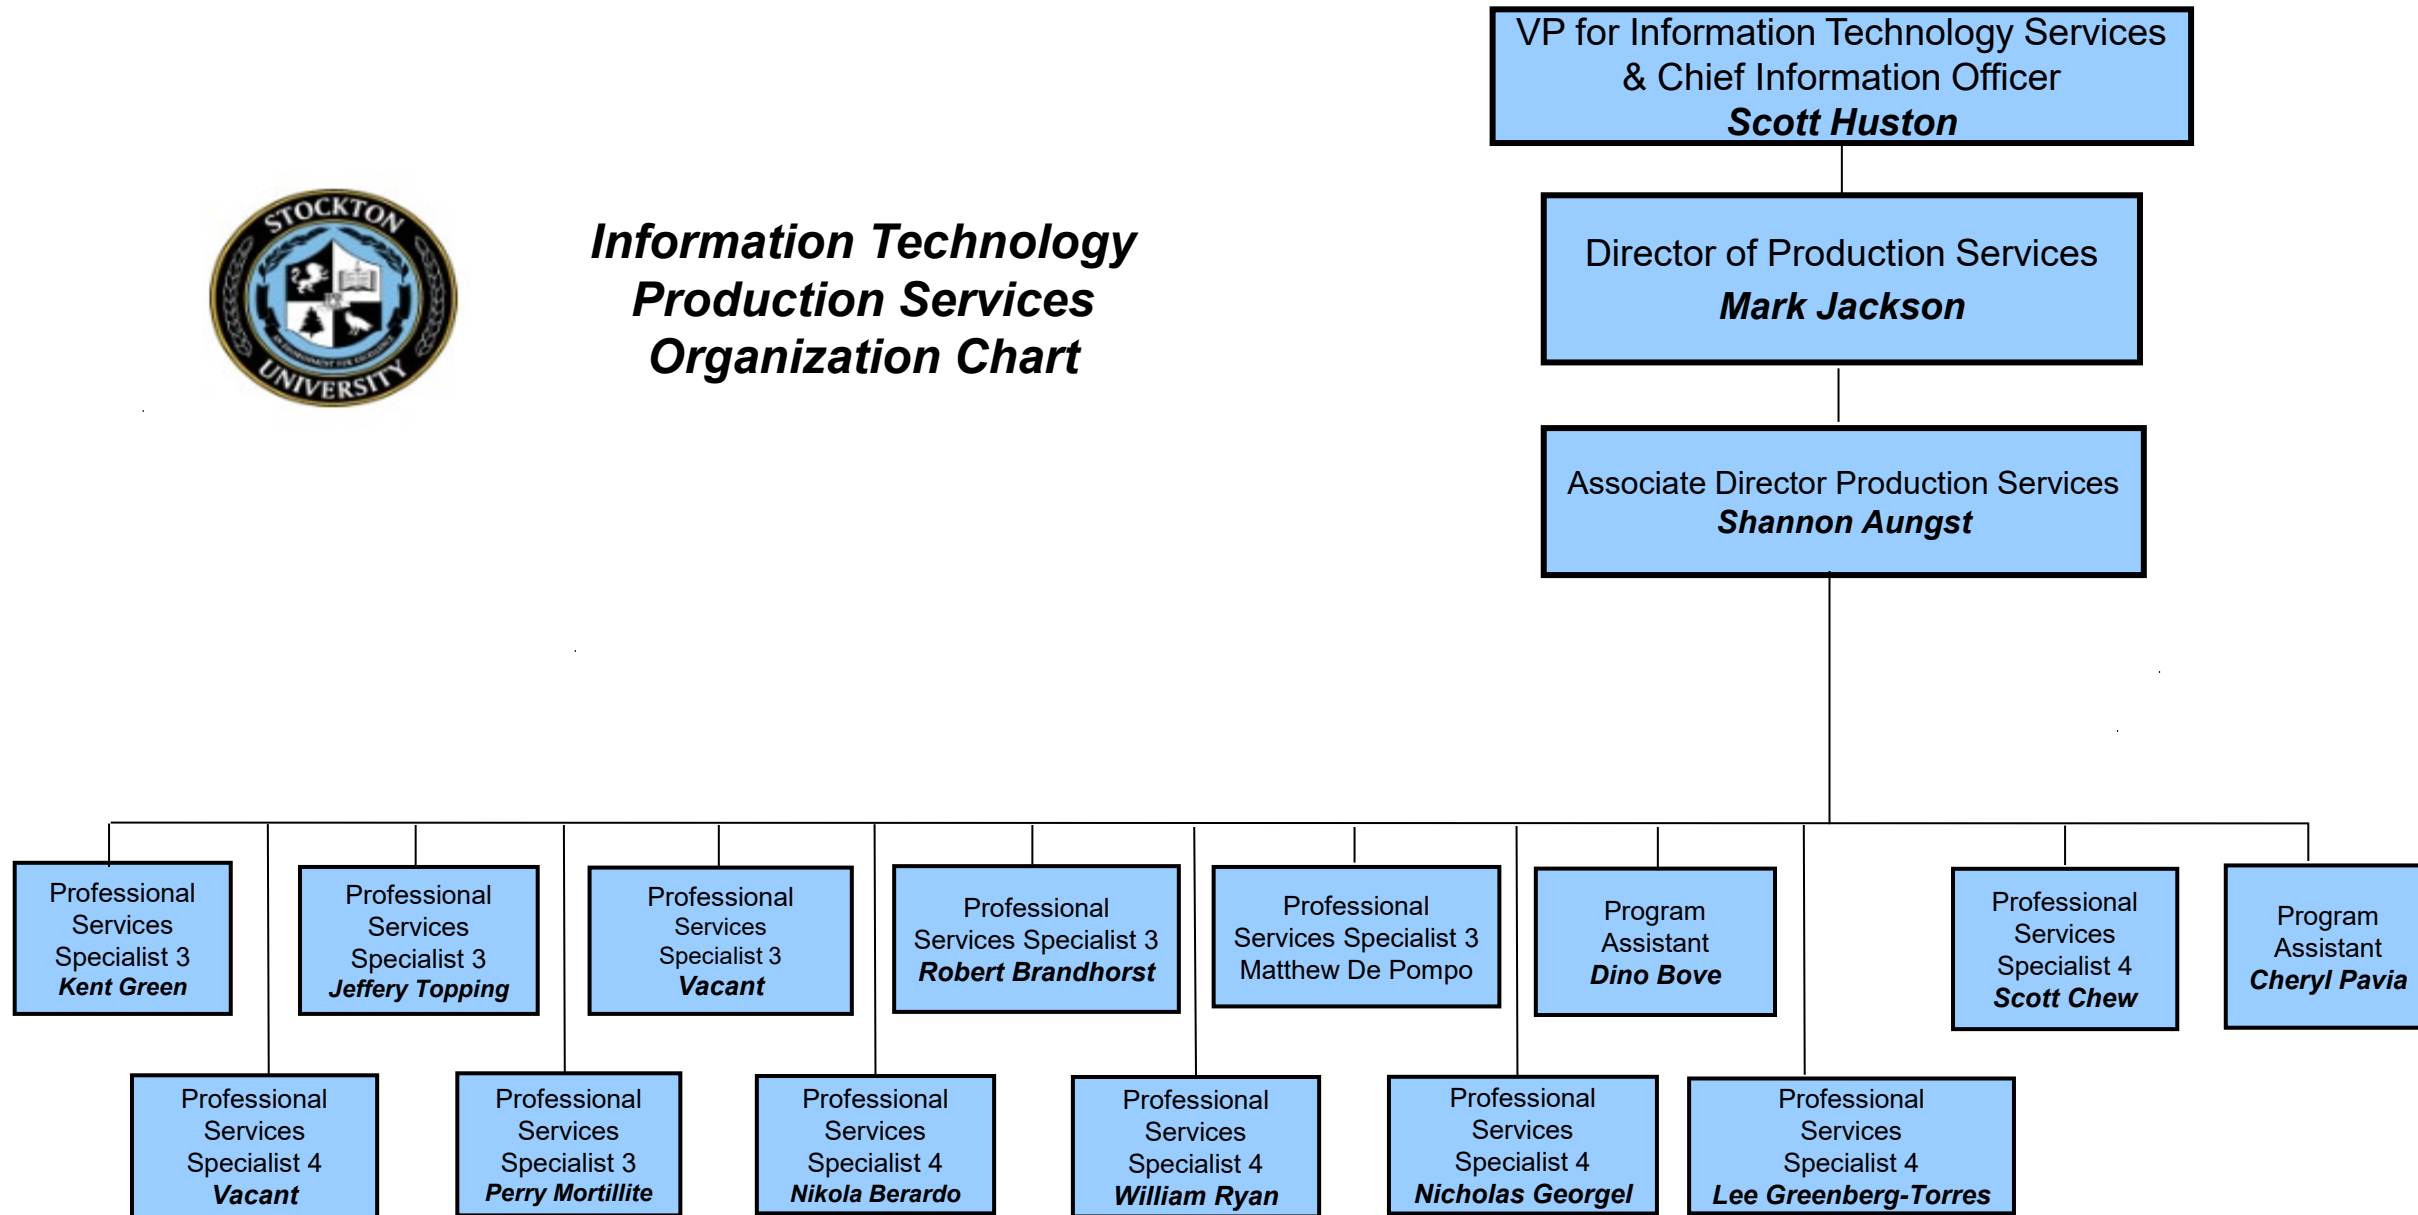 VP for Information Technology Services
& Chief Information Officer
Scott Huston
STOCKTON
UNIVERSITY
AN ENVIRONMENT FOR EXCELLENCE
Information Technology
Production Services
Organization Chart
Director of Production Services
Mark Jackson
Associate Director Production Services
Shannon Aungst
Professional
Services
Specialist 3
Kent Green
Professional
Services
Specialist 3
Jeffery Topping
Professional
Services
Specialist 3
Vacant
Professional
Services Specialist 3
Robert Brandhorst
Professional
Services Specialist 3
Matthew De Pompo
Program
Assistant
Dino Bove
Professional
Services
Specialist 4
Scott Chew
Program
Assistant
Cheryl Pavia
Professional
Services
Specialist 4
Vacant
Professional
Services
Specialist 3
Perry Mortillite
Professional
Services
Specialist 4
Nikola Berardo
Professional
Services
Specialist 4
William Ryan
Professional
Services
Specialist 4
Nicholas Georgel
Professional
Services
Specialist 4
Lee Greenberg-Torres